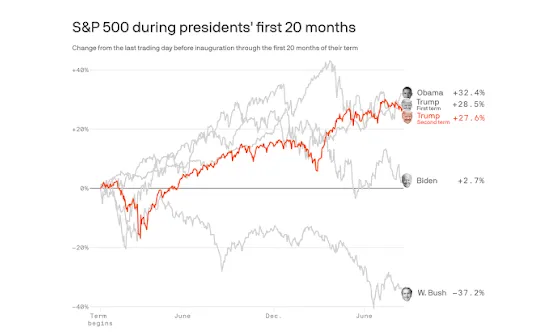 S&P 500 during presidents' first 20 months
Change from the last trading day before inauguration through the first 20 months of their term
+40%
+20%
0%
−20%
−40%
Obama +32.4%
Trump +28.5%
First term
Trump +27.6%
Second term
Biden +2.7%
W. Bush −37.2%
Term begins
June
Dec.
June